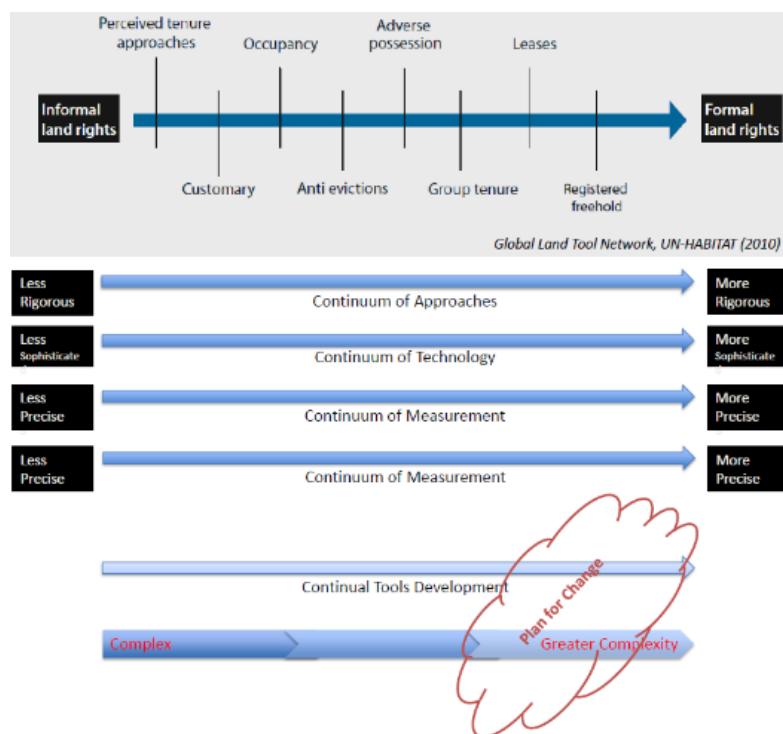 Perceived tenure
approaches
Occupancy
Adverse
possession
Leases
Informal
land rights
Formal
land rights
Customary
Anti evictions
Group tenure
Registered
freehold
Global Land Tool Network, UN-HABITAT (2010)
Less
Rigorous
Continuum of Approaches
More
Rigorous
Less
Sophisticate
Continuum of Technology
More
Sophisticate
Less
Precise
Continuum of Measurement
More
Precise
Less
Precise
Continuum of Measurement
More
Precise
Continual Tools Development
Plan for Change
Complex
Greater Complexity